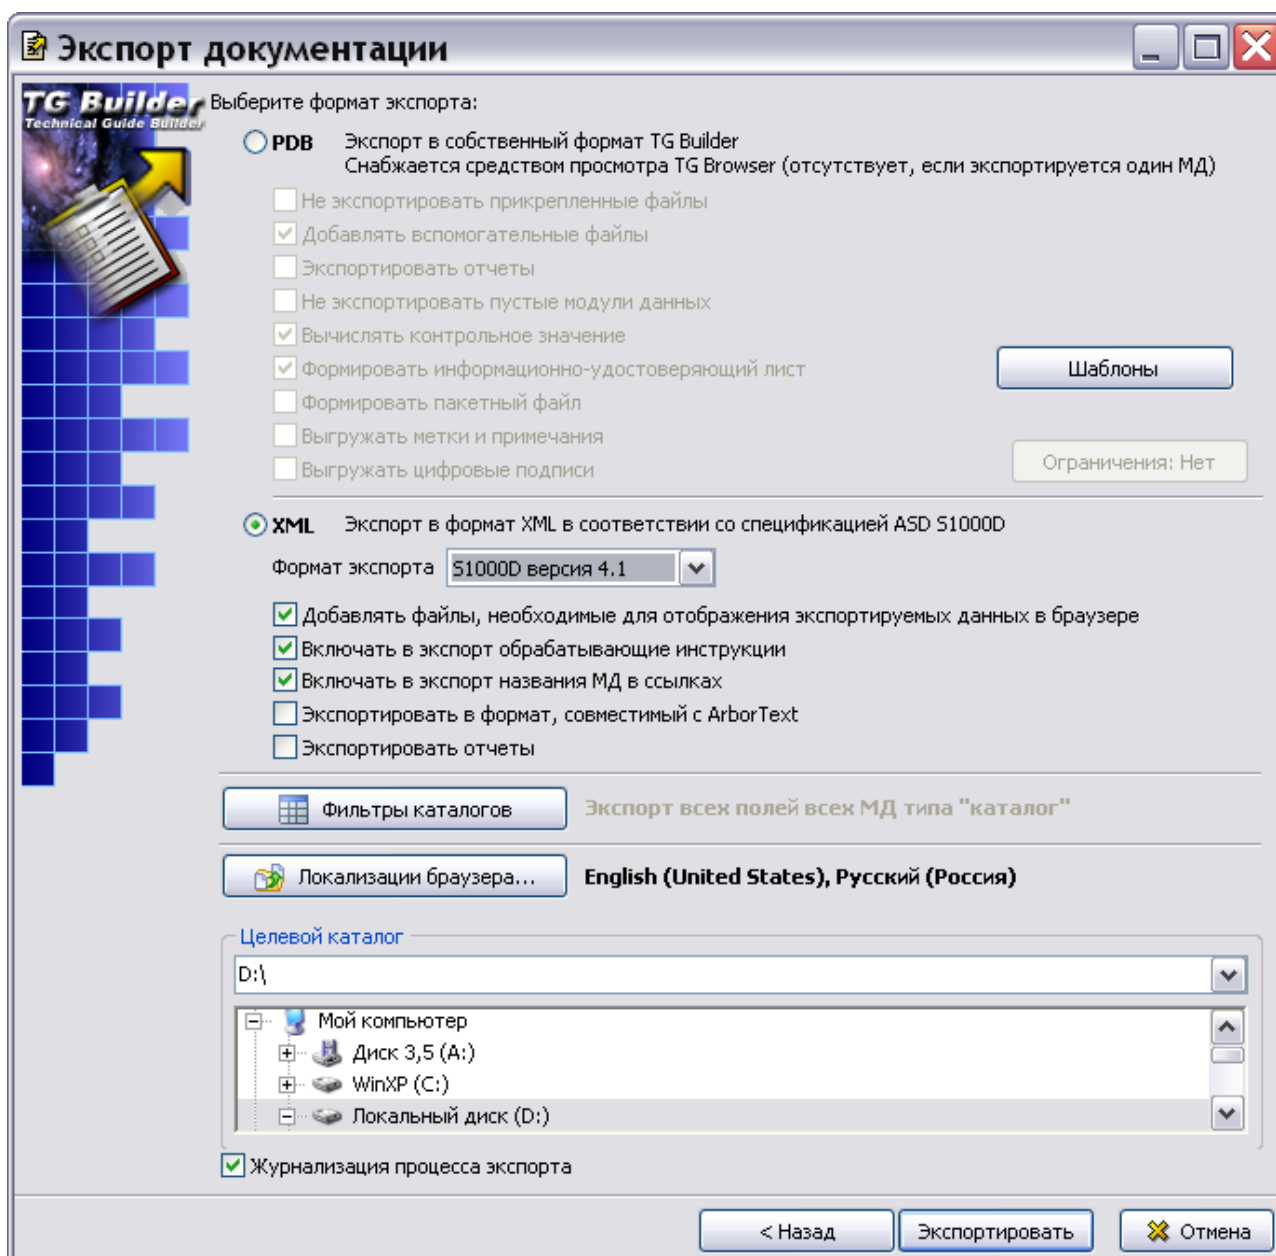 Экспорт документации
TG Builder
Technical Guide Builder
Выберите формат экспорта:
PDB Экспорт в собственный формат TG Builder
Снабжается средством просмотра TG Browser (отсутствует, если экспортируется один МД)
Не экспортировать прикрепленные файлы
Добавлять вспомогательные файлы
Экспортировать отчеты
Не экспортировать пустые модули данных
Вычислять контрольное значение
Формировать информационно-удостоверяющий лист
Шаблоны
Формировать пакетный файл
Выгружать метки и примечания
Выгружать цифровые подписи
Ограничения: Нет
XML Экспорт в формат XML в соответствии со спецификацией ASD S1000D
Формат экспорта S1000D версия 4.1
Добавлять файлы, необходимые для отображения экспортируемых данных в браузере
Включать в экспорт обрабатывающие инструкции
Включать в экспорт названия МД в ссылках
Экспортировать в формат, совместимый с ArborText
Экспортировать отчеты
Фильтры каталогов Экспорт всех полей всех МД типа "каталог"
Локализации браузера... English (United States), Русский (Россия)
Целевой каталог
D:\
Мой компьютер
Диск 3,5 (A:)
WinXP (C:)
Локальный диск (D:)
Журнализация процесса экспорта
< Назад Экспортировать Отмена